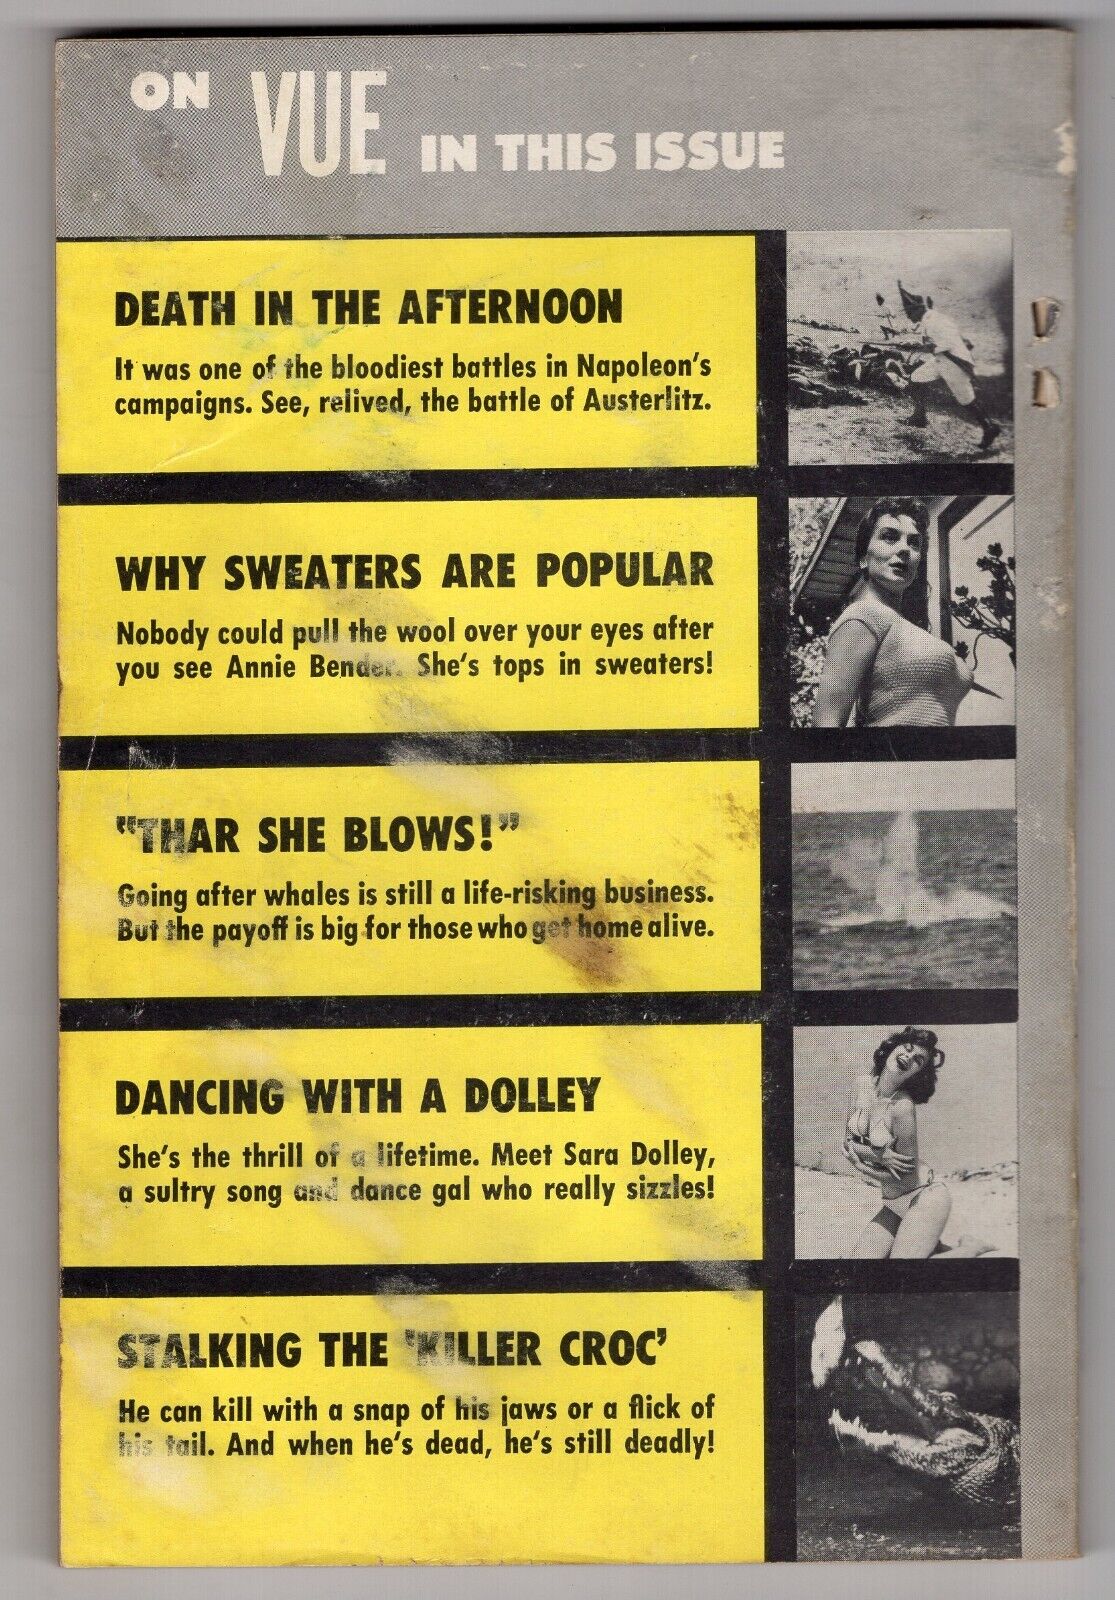 ON VUE IN THIS ISSUE
DEATH IN THE AFTERNOON
It was one of the bloodiest battles in Napoleon's
campaigns. See, relived, the battle of Austerlitz.
WHY SWEATERS ARE POPULAR
Nobody could pull the wool over your eyes after
you see Annie Bender. She's tops in sweaters!
"THAR SHE BLOWS!"
Going after whales is still a life-risking business.
But the payoff is big for those who get home alive.
DANCING WITH A DOLLEY
She's the thrill of a lifetime. Meet Sara Dolley,
a sultry song and dance gal who really sizzles!
STALKING THE 'KILLER CROC'
He can kill with a snap of his jaws or a flick of
his tail. And when he's dead, he's still deadly!